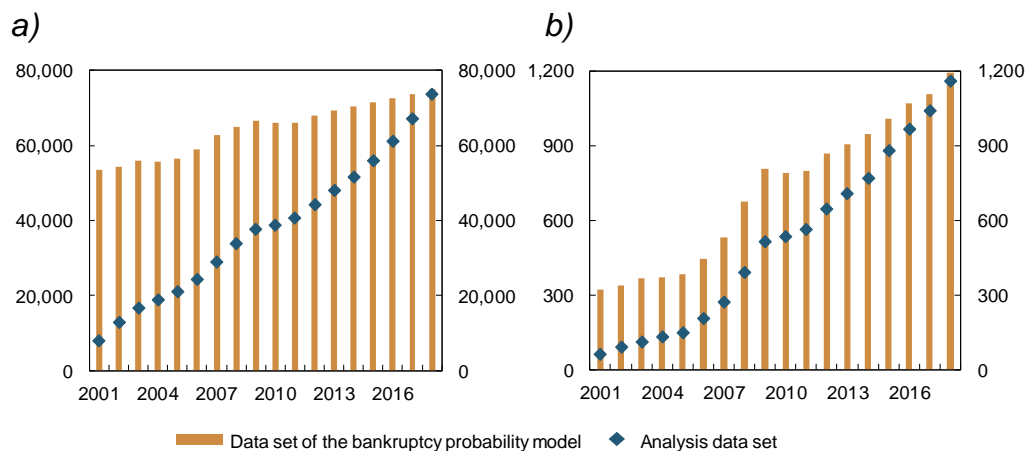 a)
b)
80,000 80,000 1,200 1,200
60,000 60,000 900 900
40,000 40,000 600 600
20,000 20,000 300 300
0 0 0 0
2001 2004 2007 2010 2013 2016 2001 2004 2007 2010 2013 2016
Data set of the bankruptcy probability model Analysis data set